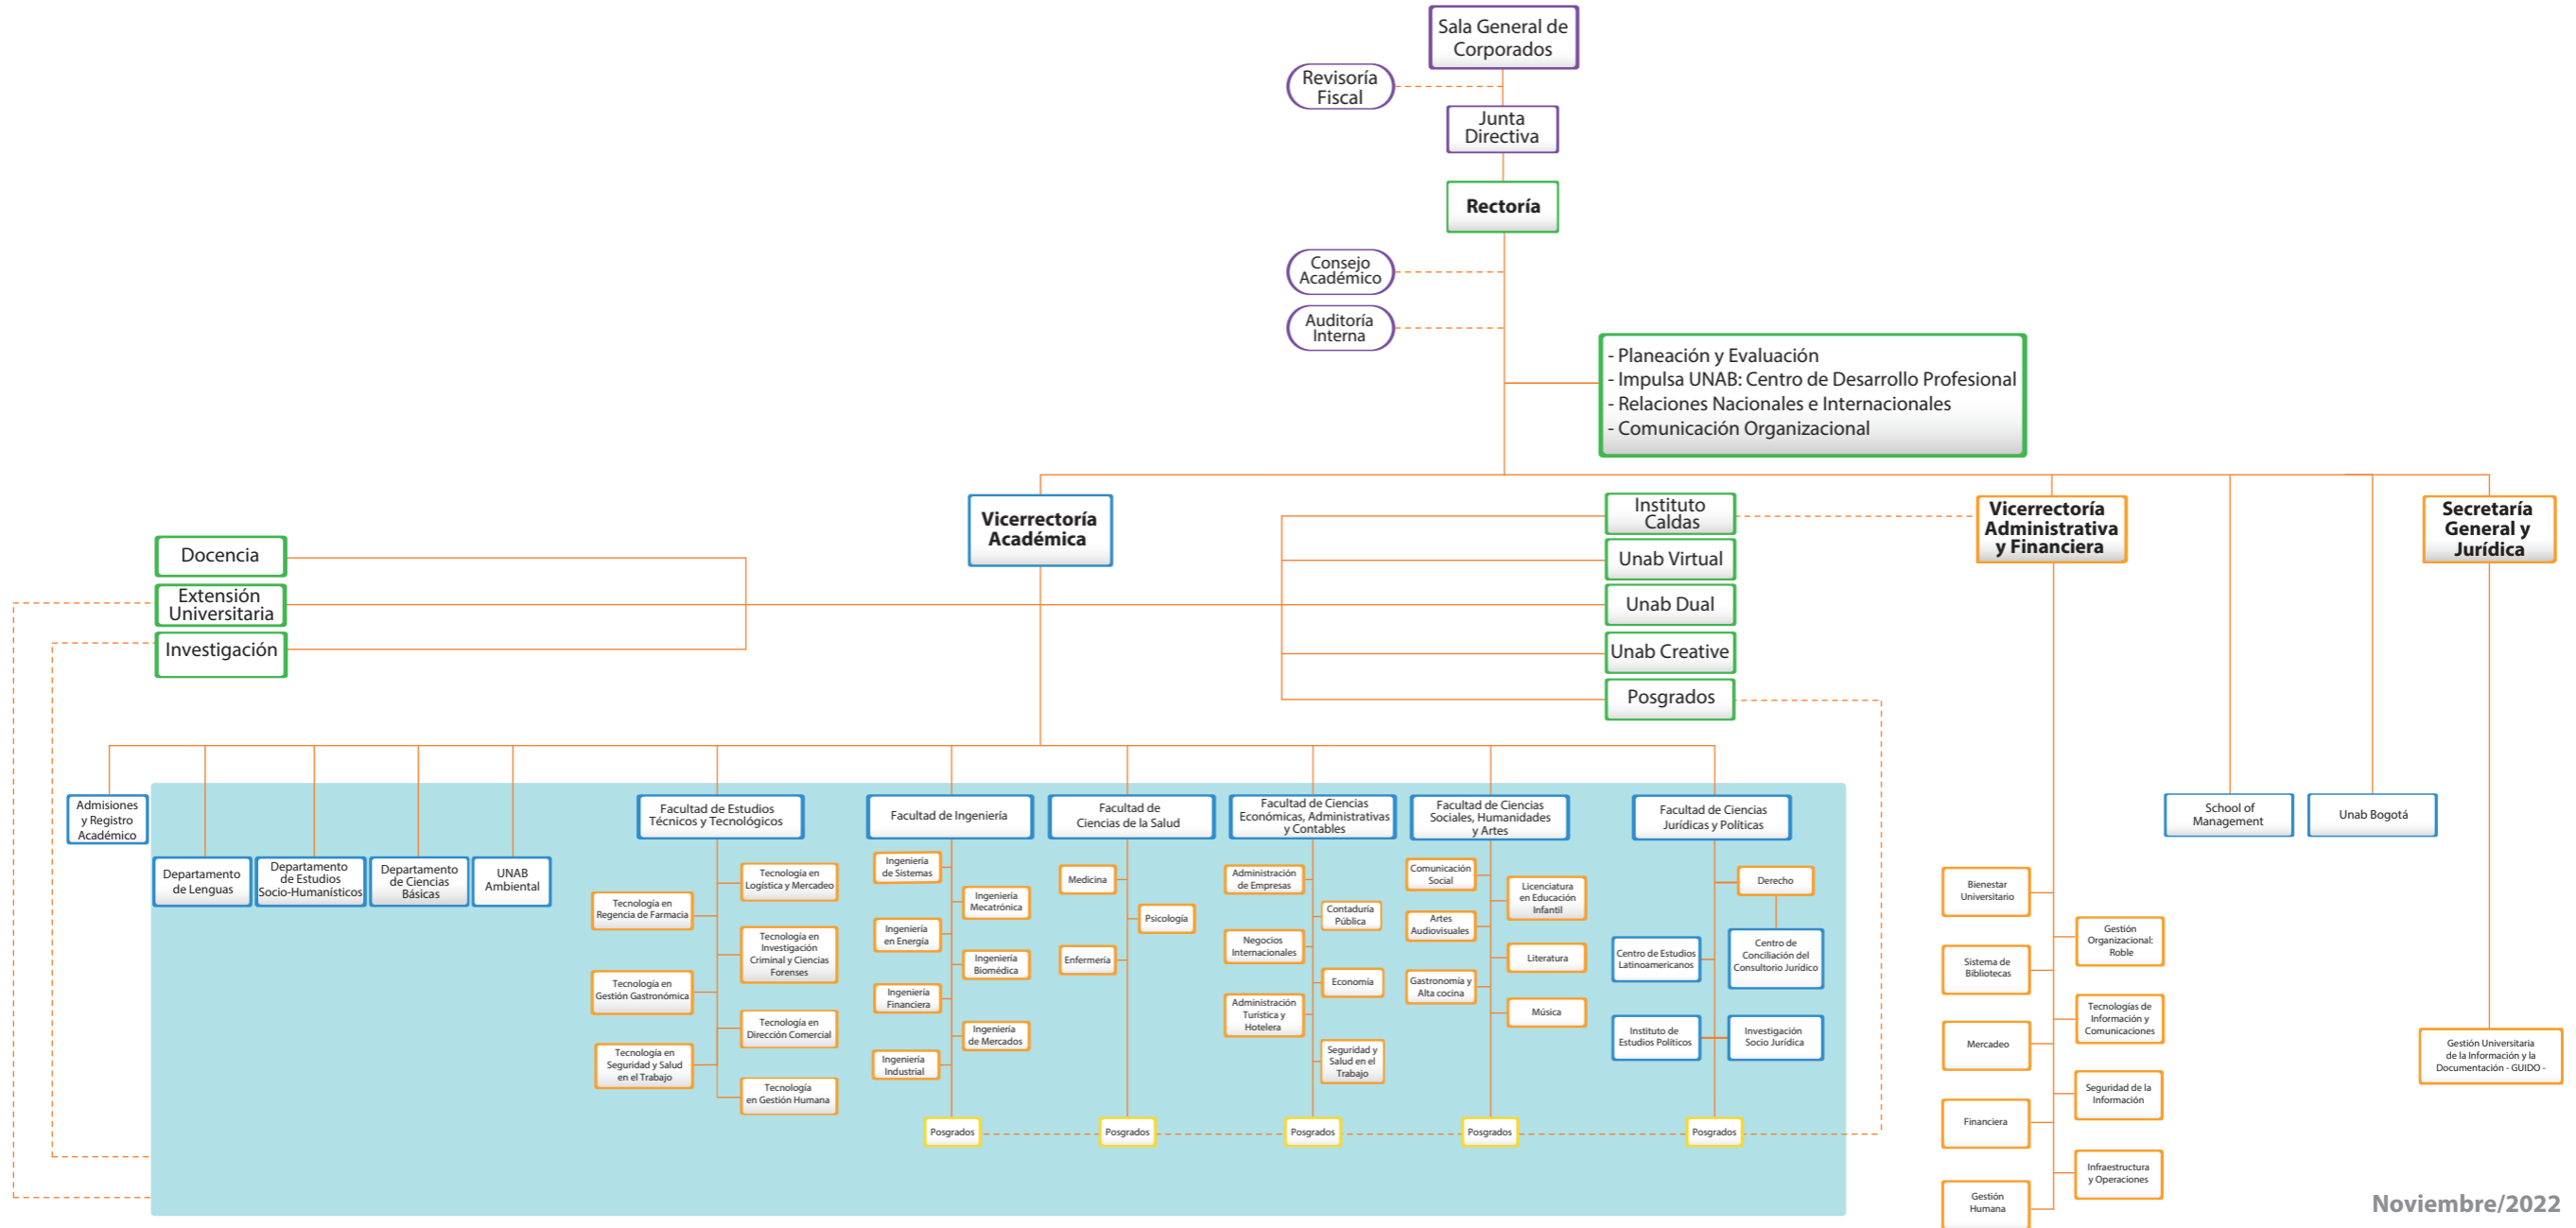 Sala General de
Corporados
Revisoría
Fiscal
Junta
Directiva
Rectoría
Consejo
Académico
Auditoría
Interna
- Planeación y Evaluación
- Impulsa UNAB: Centro de Desarrollo Profesional
- Relaciones Nacionales e Internacionales
- Comunicación Organizacional
Vicerrectoría
Académica
Instituto
Caldas
Vicerrectoría
Administrativa
y Financiera
Secretaría
General y
Jurídica
Docencia
Extensión
Universitaria
Investigación
Unab Virtual
Unab Dual
Unab Creative
Posgrados
Admisiones
y Registro
Académico
Departamento
de Lenguas
Departamento
de Estudios
Socio-Humanísticos
Departamento
de Ciencias
Básicas
UNAB
Ambiental
Facultad de Estudios
Técnicos y Tecnológicos
Tecnología en
Logística y Mercadeo
Tecnología en
Regencia de Farmacia
Tecnología en
Investigación
Criminal y Ciencias
Forenses
Tecnología en
Gestión Gastronómica
Tecnología en
Dirección Comercial
Tecnología en
Seguridad y Salud
en el Trabajo
Tecnología
en Gestión Humana
Facultad de Ingeniería
Ingeniería
de Sistemas
Ingeniería
Mecatrónica
Ingeniería
en Energía
Ingeniería
Biomédica
Ingeniería
Financiera
Ingeniería
de Mercados
Ingeniería
Industrial
Posgrados
Facultad de
Ciencias de la Salud
Medicina
Psicología
Enfermería
Posgrados
Facultad de Ciencias
Económicas, Administrativas
y Contables
Administración
de Empresas
Contaduría
Pública
Negocios
Internacionales
Economía
Administración
Turística y
Hotelera
Seguridad y
Salud en el
Trabajo
Posgrados
Facultad de Ciencias
Sociales, Humanidades
y Artes
Comunicación
Social
Licenciatura
en Educación
Infantil
Artes
Audiovisuales
Literatura
Gastronomía y
Alta cocina
Música
Posgrados
Facultad de Ciencias
Jurídicas y Políticas
Derecho
Centro de Estudios
Latinoamericanos
Centro de
Conciliación del
Consultorio Jurídico
Instituto de
Estudios Políticos
Investigación
Socio Jurídica
Posgrados
Bienestar
Universitario
Gestión
Organizacional:
Roble
Sistema de
Bibliotecas
Tecnologías de
Información y
Comunicaciones
Mercadeo
Seguridad de la
Información
Financiera
Infraestructura
y Operaciones
Gestión
Humana
School of
Management
Unab Bogotá
Gestión Universitaria
de la Información y la
Documentación - GUIDO -
Noviembre/2022